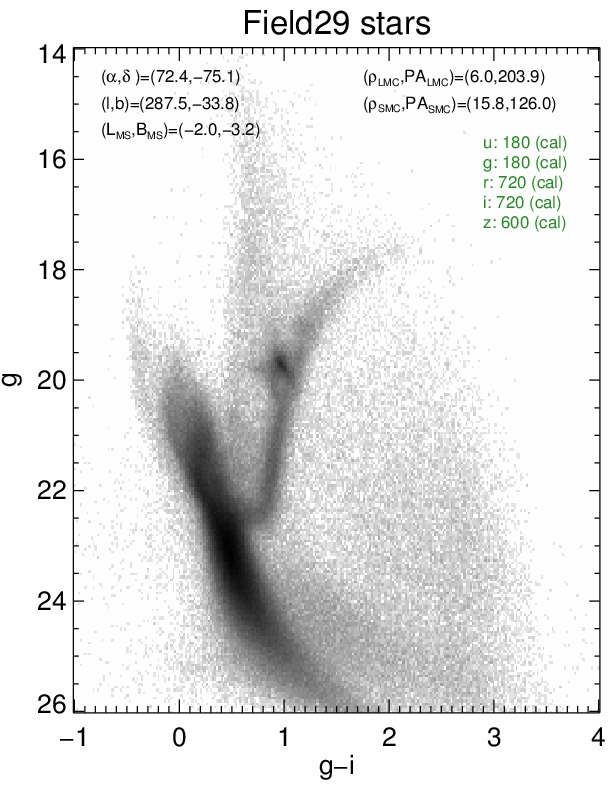 Field29 stars
(α,δ )=(72.4,−75.1)
(l,b)=(287.5,−33.8)
(LMS,BMS)=(−2.0,−3.2)
(ρLMC,PALMC)=(6.0,203.9)
(ρSMC,PASMC)=(15.8,126.0)
u: 180 (cal)
g: 180 (cal)
r: 720 (cal)
i: 720 (cal)
z: 600 (cal)
14
16
18
20
22
24
26
g
−1 0 1 2 3 4
g−i